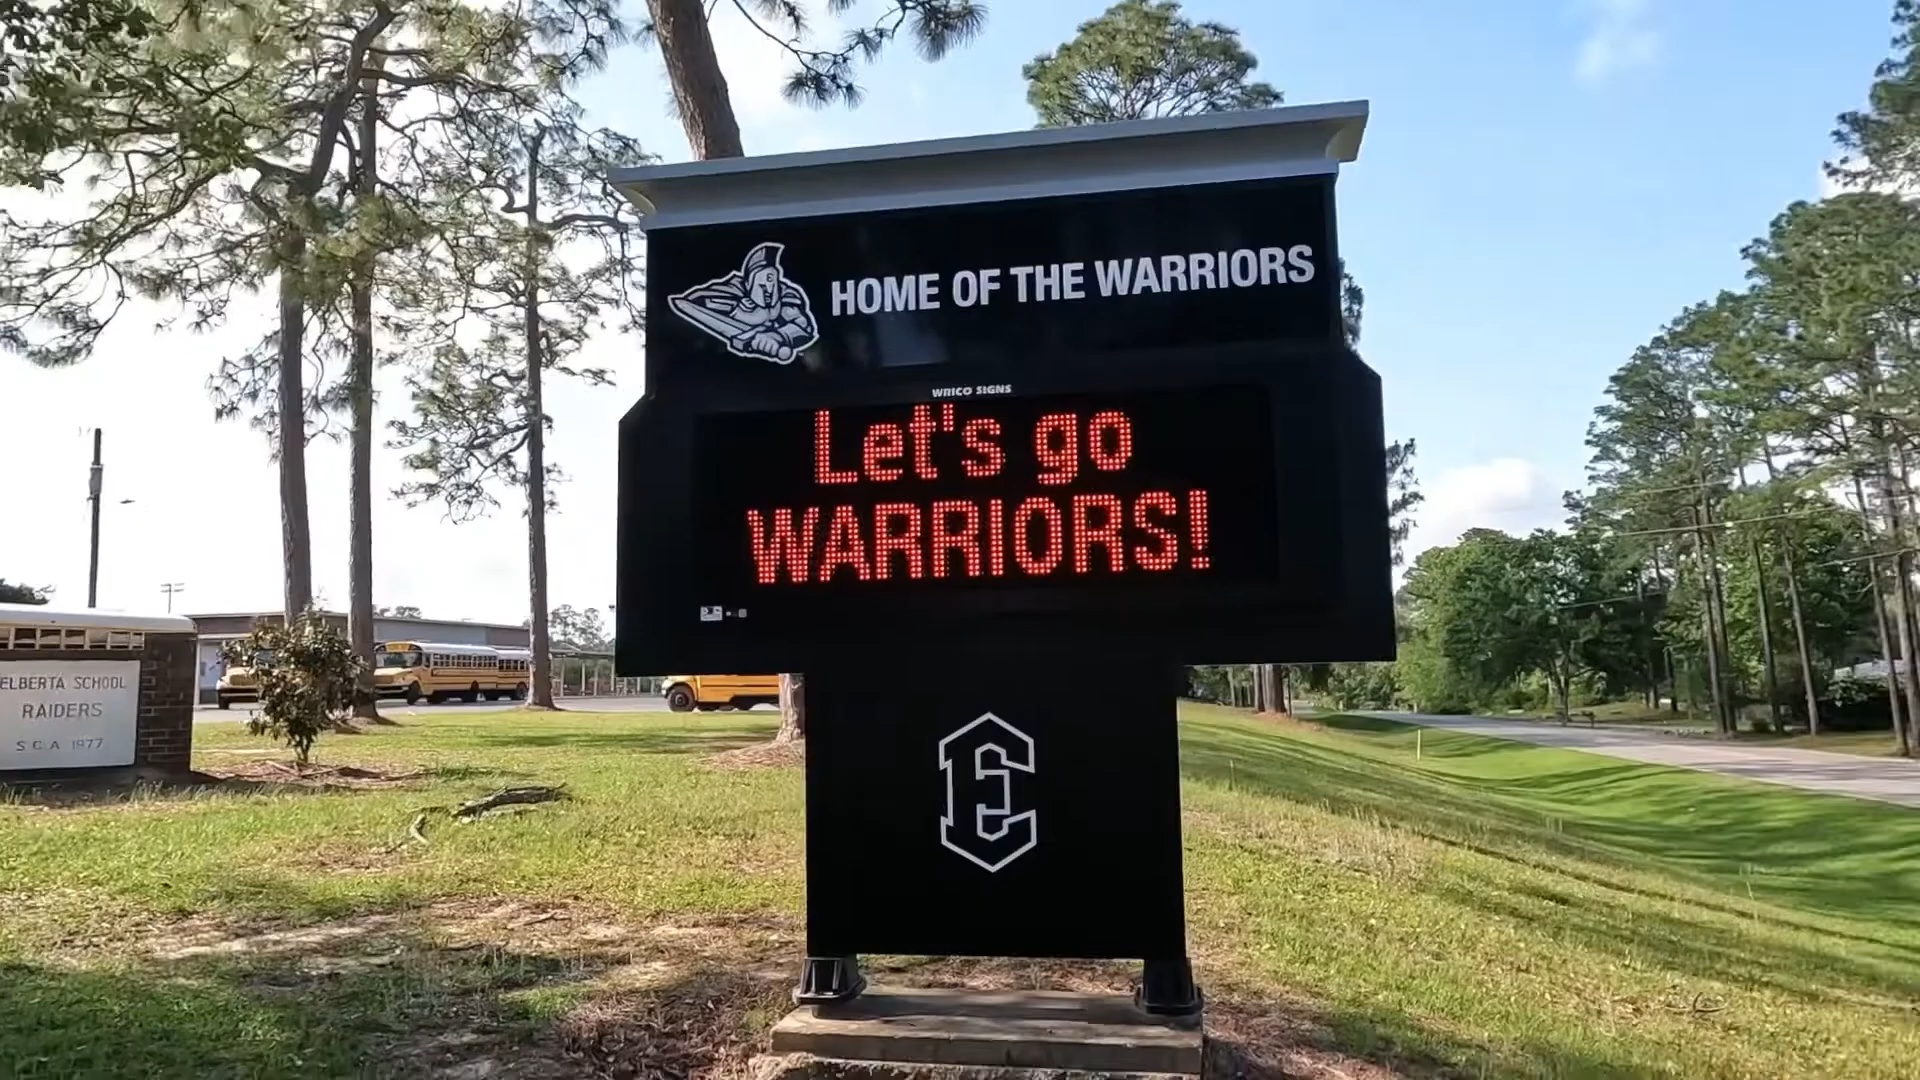 HOME OF THE WARRIORS
WRICO SIGNS
Let's go
WARRIORS!
E
ELBERTA SCHOOL
RAIDERS
S.C.A. 1977